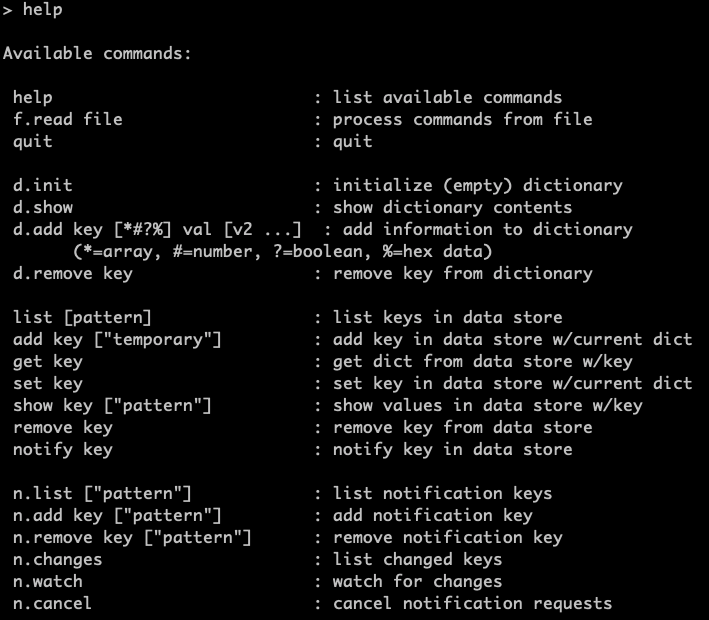 > help
Available commands:
help : list available commands
f.read file : process commands from file
quit : quit
d.init : initialize (empty) dictionary
d.show : show dictionary contents
d.add key [*#?%] val [v2 ...] : add information to dictionary
(*=array, #=number, ?=boolean, %=hex data)
d.remove key : remove key from dictionary
list [pattern] : list keys in data store
add key ["temporary"] : add key in data store w/current dict
get key : get dict from data store w/key
set key : set key in data store w/current dict
show key ["pattern"] : show values in data store w/key
remove key : remove key from data store
notify key : notify key in data store
n.list ["pattern"] : list notification keys
n.add key ["pattern"] : add notification key
n.remove key ["pattern"] : remove notification key
n.changes : list changed keys
n.watch : watch for changes
n.cancel : cancel notification requests